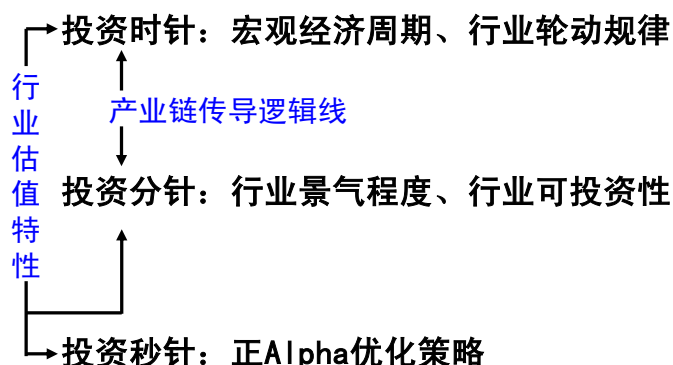 投资时针：宏观经济周期、行业轮动规律
产业链传导逻辑线
行业估值特性
投资分针：行业景气程度、行业可投资性
投资秒针：正Alpha优化策略